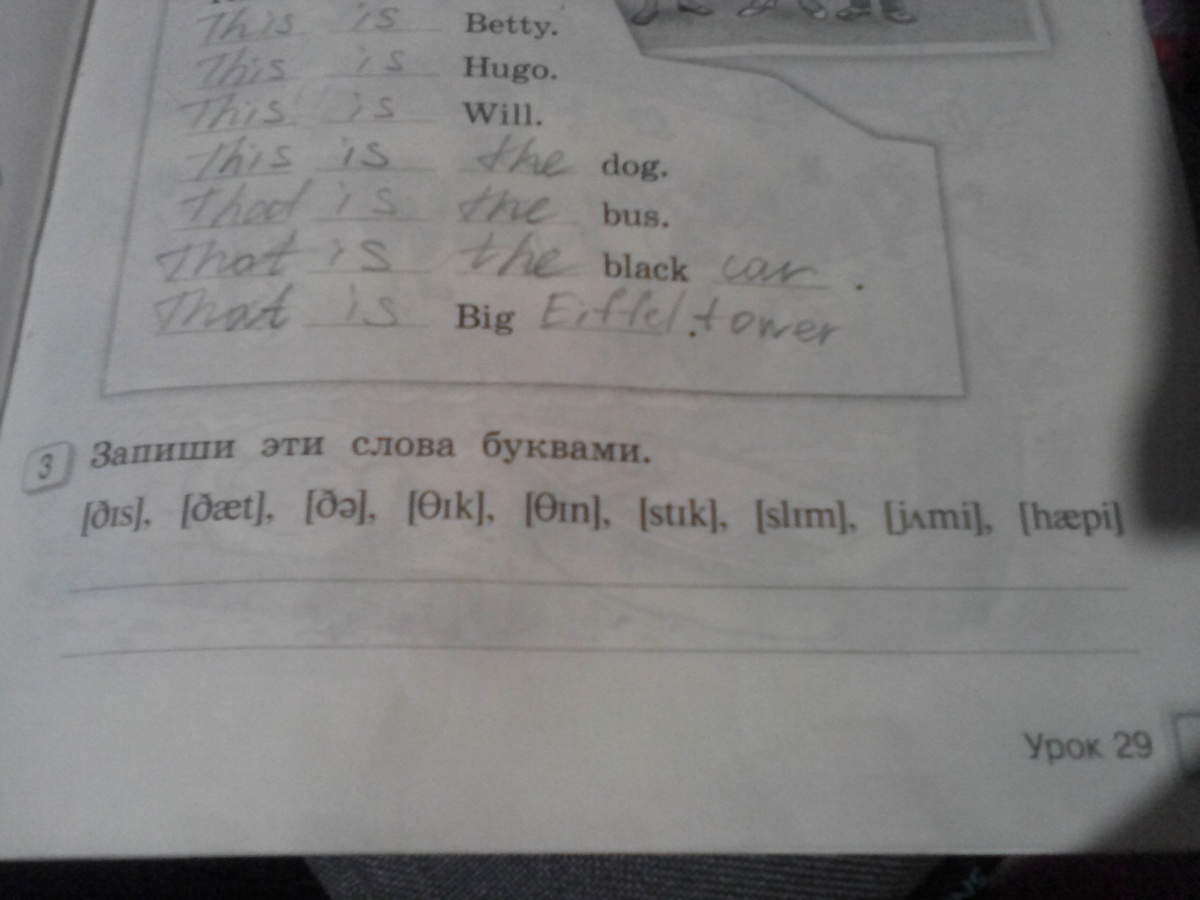 This is Betty.
This is Hugo.
This is Will.
This is the dog.
That is the bus.
That is the black car.
That is Big Eiffel.tower
3 Запиши эти слова буквами.
[ðɪs], [ðæt], [ðə], [θɪk], [θɪn], [stɪk], [slɪm], [jʌmi], [hæpi]
Урок 29